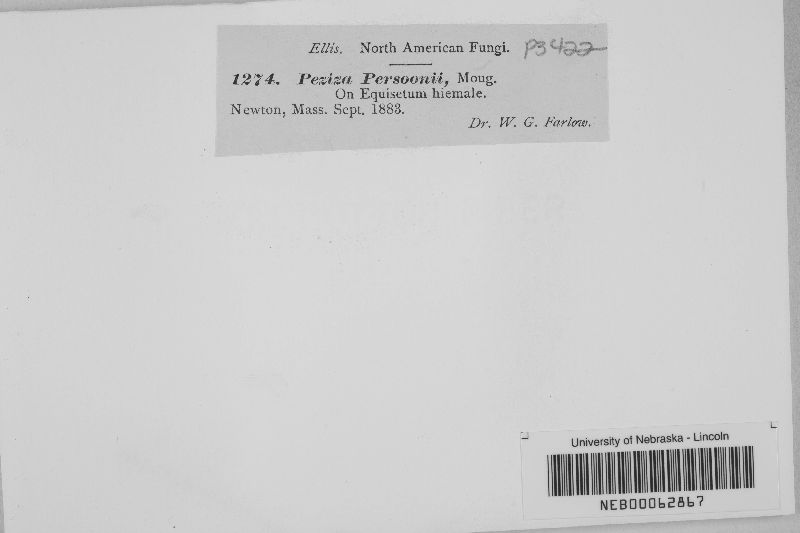 Ellis. North American Fungi. P3422
1274. Peziza Persoonii, Moug.
On Equisetum hiemale.
Newton, Mass. Sept. 1883.
Dr. W. G. Farlow.
University of Nebraska - Lincoln
NEB00062867